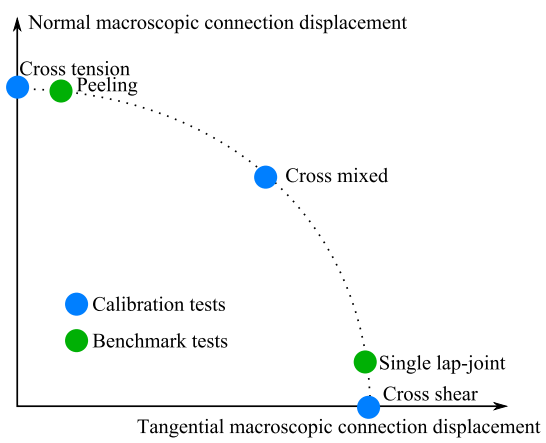 Normal macroscopic connection displacement
Cross tension
Peeling
Cross mixed
Calibration tests
Benchmark tests
Single lap-joint
Cross shear
Tangential macroscopic connection displacement